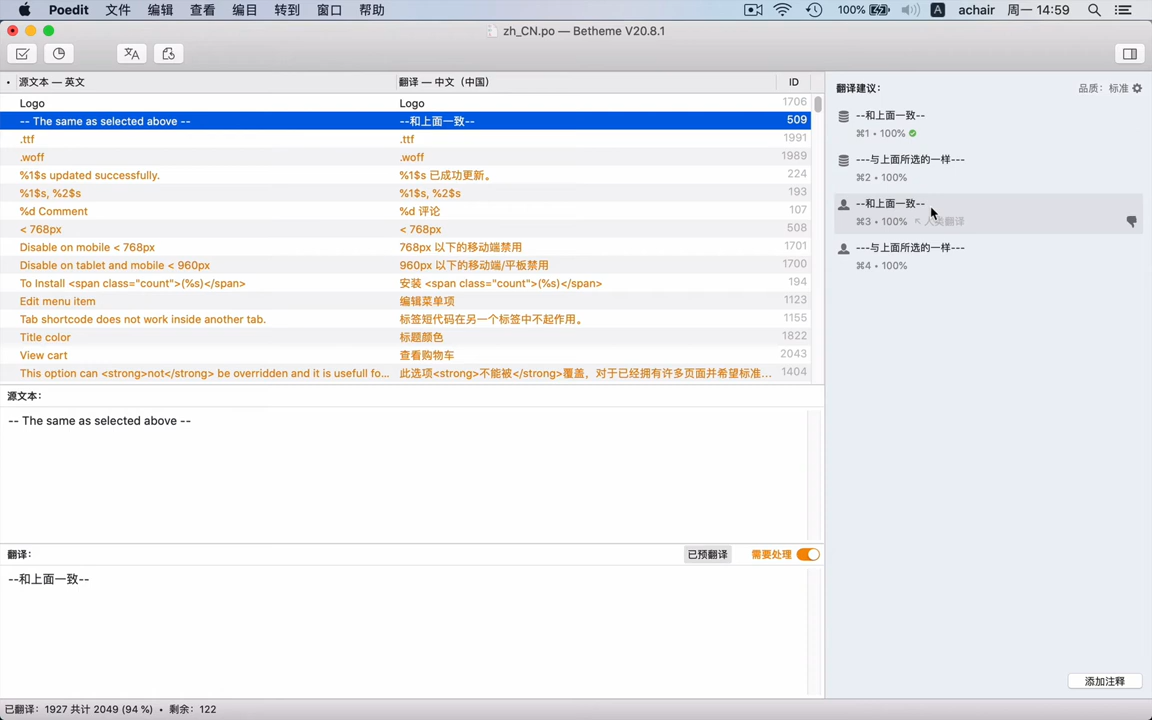 Poedit 文件 编辑 查看 编目 转到 窗口 帮助 100% A achair 周一 14:59
zh_CN.po — Betheme V20.8.1
源文本 — 英文 翻译 — 中文（中国） ID
Logo Logo 1706
-- The same as selected above -- --和上面一致-- 509
.ttf .ttf 1991
.woff .woff 1989
%1$s updated successfully. %1$s 已成功更新。 224
%1$s, %2$s %1$s, %2$s 193
%d Comment %d 评论 107
< 768px < 768px 508
Disable on mobile < 768px 768px 以下的移动端禁用 1701
Disable on tablet and mobile < 960px 960px 以下的移动端/平板禁用 1700
To Install <span class="count">(%s)</span> 安装 <span class="count">(%s)</span> 194
Edit menu item 编辑菜单项 1123
Tab shortcode does not work inside another tab. 标签短代码在另一个标签中不起作用。 1155
Title color 标题颜色 1822
View cart 查看购物车 2043
This option can <strong>not</strong> be overridden and it is usefull fo... 此选项<strong>不能被</strong>覆盖，对于已经拥有许多页面并希望标准... 1404
源文本：
-- The same as selected above --
翻译： 已预翻译 需要处理
--和上面一致--
翻译建议： 品质：标准
--和上面一致--
⌘1 • 100%
---与上面所选的一样---
⌘2 • 100%
--和上面一致--
⌘3 • 100% 人类翻译
---与上面所选的一样---
⌘4 • 100%
添加注释
已翻译：1927 共计 2049 (94 %) • 剩余：122